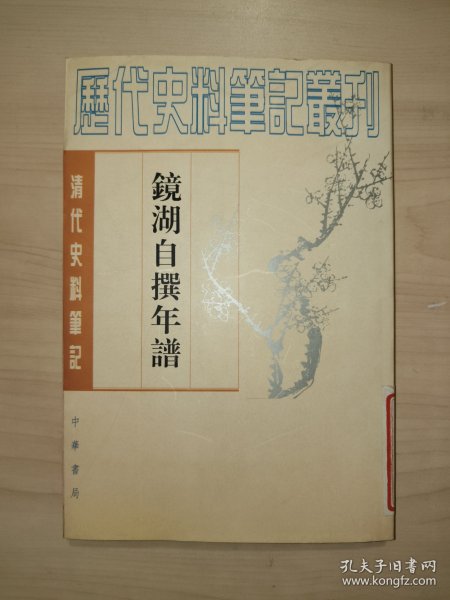 歷代史料筆記叢刊
清代史料筆記
鏡湖自撰年譜
中華書局
孔夫子旧书网
www.kongfz.com